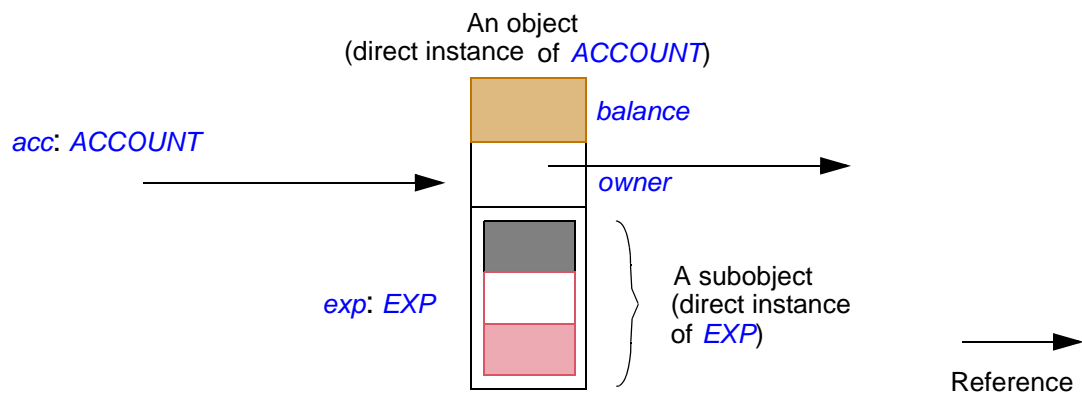 An object
(direct instance of ACCOUNT)
balance
acc: ACCOUNT
owner
exp: EXP
A subobject
(direct instance
of EXP)
Reference